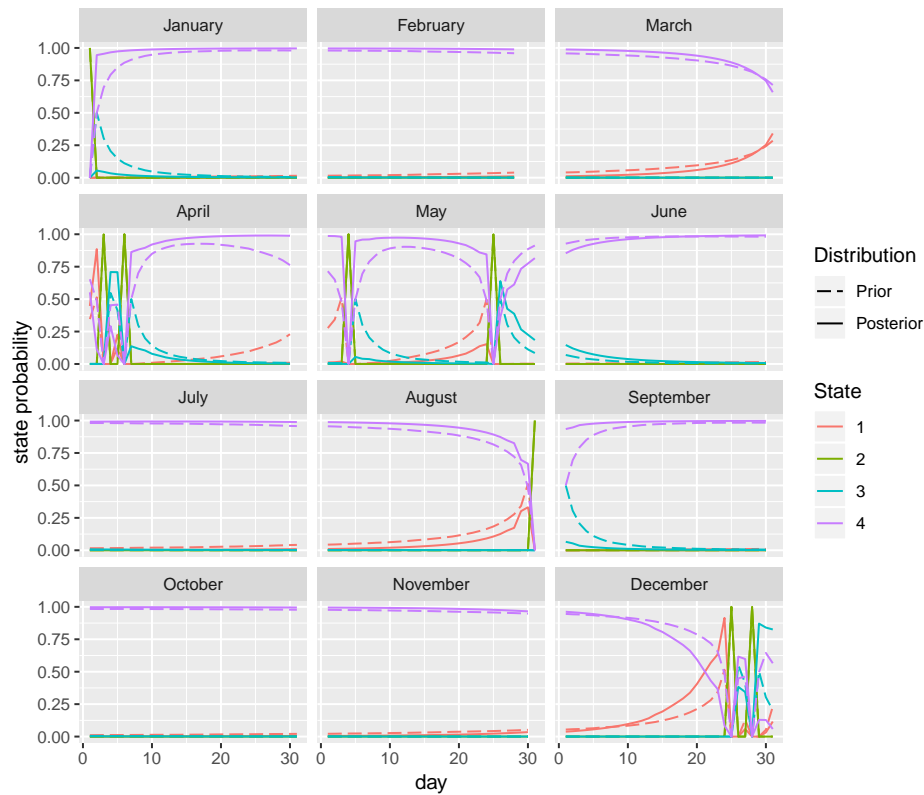 January February March
1.00
0.75
0.50
0.25
0.00
April May June
1.00
0.75
0.50
0.25
0.00
July August September
1.00
0.75
0.50
0.25
0.00
October November December
1.00
0.75
0.50
0.25
0.00
0 10 20 30 0 10 20 30 0 10 20 30
day
state probability
Distribution
Prior
Posterior
State
1
2
3
4